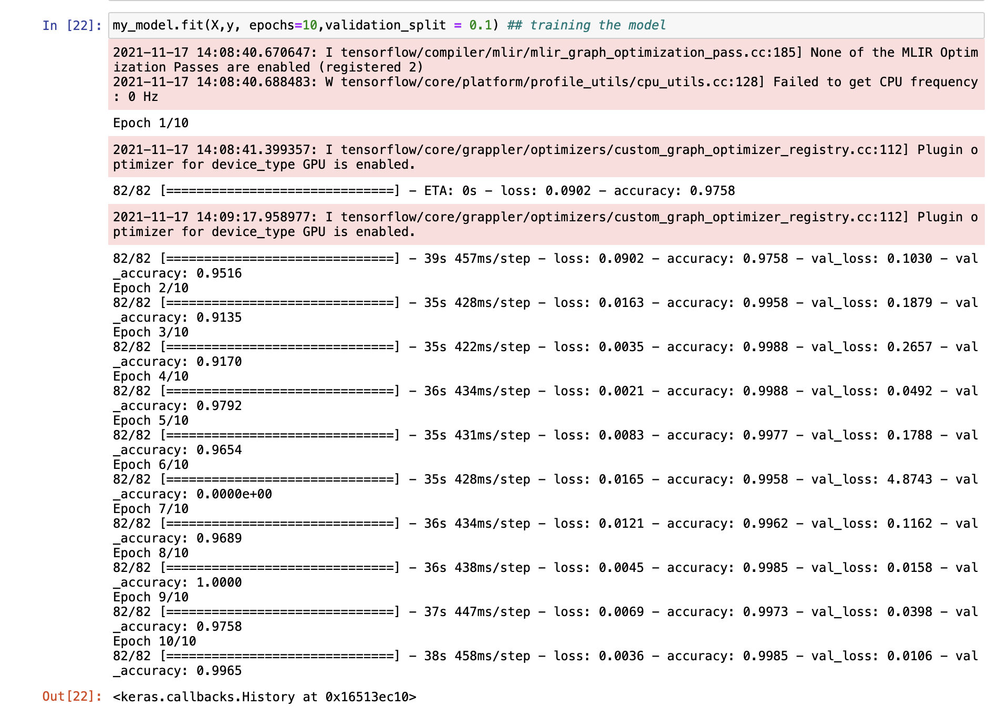 In [22]: my_model.fit(X,y, epochs=10,validation_split = 0.1) ## training the model
2021-11-17 14:08:40.670647: I tensorflow/compiler/mlir/mlir_graph_optimization_pass.cc:185] None of the MLIR Optim
ization Passes are enabled (registered 2)
2021-11-17 14:08:40.688483: W tensorflow/core/platform/profile_utils/cpu_utils.cc:128] Failed to get CPU frequency
: 0 Hz
Epoch 1/10
2021-11-17 14:08:41.399357: I tensorflow/core/grappler/optimizers/custom_graph_optimizer_registry.cc:112] Plugin o
ptimizer for device_type GPU is enabled.
82/82 [==============================] - ETA: 0s - loss: 0.0902 - accuracy: 0.9758
2021-11-17 14:09:17.958977: I tensorflow/core/grappler/optimizers/custom_graph_optimizer_registry.cc:112] Plugin o
ptimizer for device_type GPU is enabled.
82/82 [==============================] - 39s 457ms/step - loss: 0.0902 - accuracy: 0.9758 - val_loss: 0.1030 - val
_accuracy: 0.9516
Epoch 2/10
82/82 [==============================] - 35s 428ms/step - loss: 0.0163 - accuracy: 0.9958 - val_loss: 0.1879 - val
_accuracy: 0.9135
Epoch 3/10
82/82 [==============================] - 35s 422ms/step - loss: 0.0035 - accuracy: 0.9988 - val_loss: 0.2657 - val
_accuracy: 0.9170
Epoch 4/10
82/82 [==============================] - 36s 434ms/step - loss: 0.0021 - accuracy: 0.9988 - val_loss: 0.0492 - val
_accuracy: 0.9792
Epoch 5/10
82/82 [==============================] - 35s 431ms/step - loss: 0.0083 - accuracy: 0.9977 - val_loss: 0.1788 - val
_accuracy: 0.9654
Epoch 6/10
82/82 [==============================] - 35s 428ms/step - loss: 0.0165 - accuracy: 0.9958 - val_loss: 4.8743 - val
_accuracy: 0.0000e+00
Epoch 7/10
82/82 [==============================] - 36s 434ms/step - loss: 0.0121 - accuracy: 0.9962 - val_loss: 0.1162 - val
_accuracy: 0.9689
Epoch 8/10
82/82 [==============================] - 36s 438ms/step - loss: 0.0045 - accuracy: 0.9985 - val_loss: 0.0158 - val
_accuracy: 1.0000
Epoch 9/10
82/82 [==============================] - 37s 447ms/step - loss: 0.0069 - accuracy: 0.9973 - val_loss: 0.0398 - val
_accuracy: 0.9758
Epoch 10/10
82/82 [==============================] - 38s 458ms/step - loss: 0.0036 - accuracy: 0.9985 - val_loss: 0.0106 - val
_accuracy: 0.9965
Out[22]: <keras.callbacks.History at 0x16513ec10>